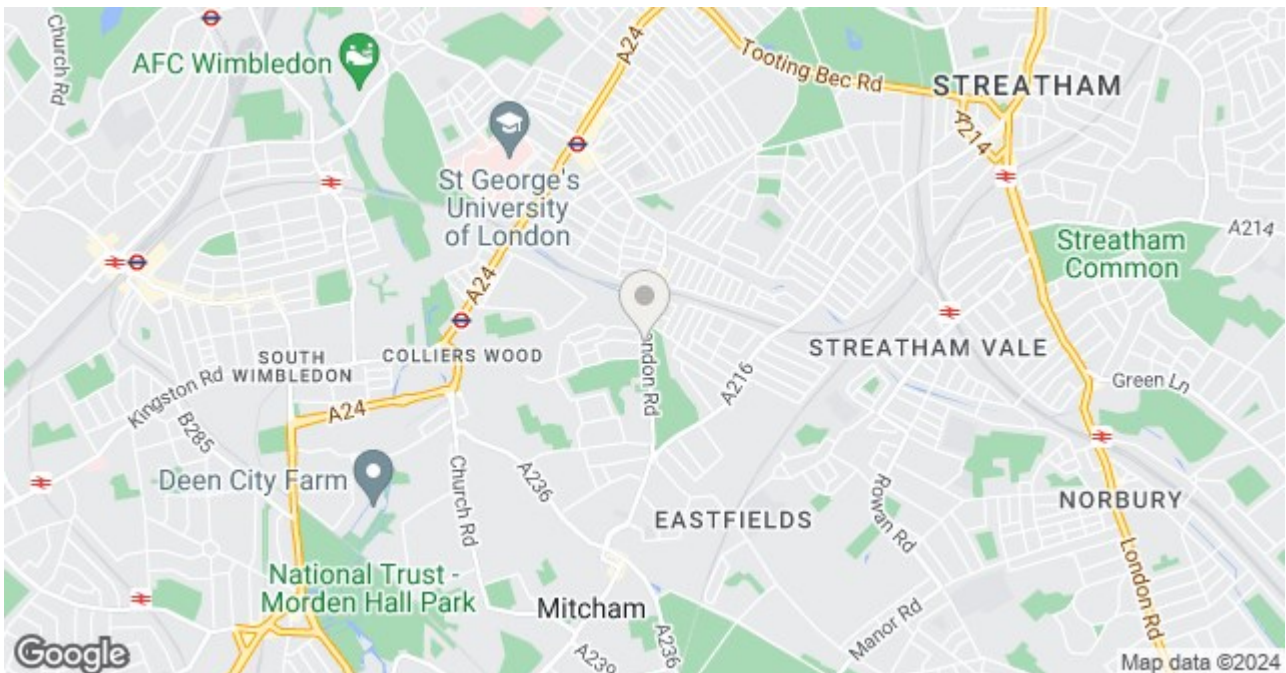 Church Rd
AFC Wimbledon
A24
Tooting Bec Rd
STREATHAM
A214
St George's
University
of London
A24
A214
Streatham
Common
SOUTH
WIMBLEDON
COLLIERS WOOD
ondon Rd
STREATHAM VALE
Kingston Rd
A24
A216
Green Ln
B285
Deen City Farm
Church Rd
A236
EASTFIELDS
Rowan Rd
NORBURY
London Rd
National Trust -
Morden Hall Park
Mitcham
Manor Rd
A239
A236
Google
Map data ©2024